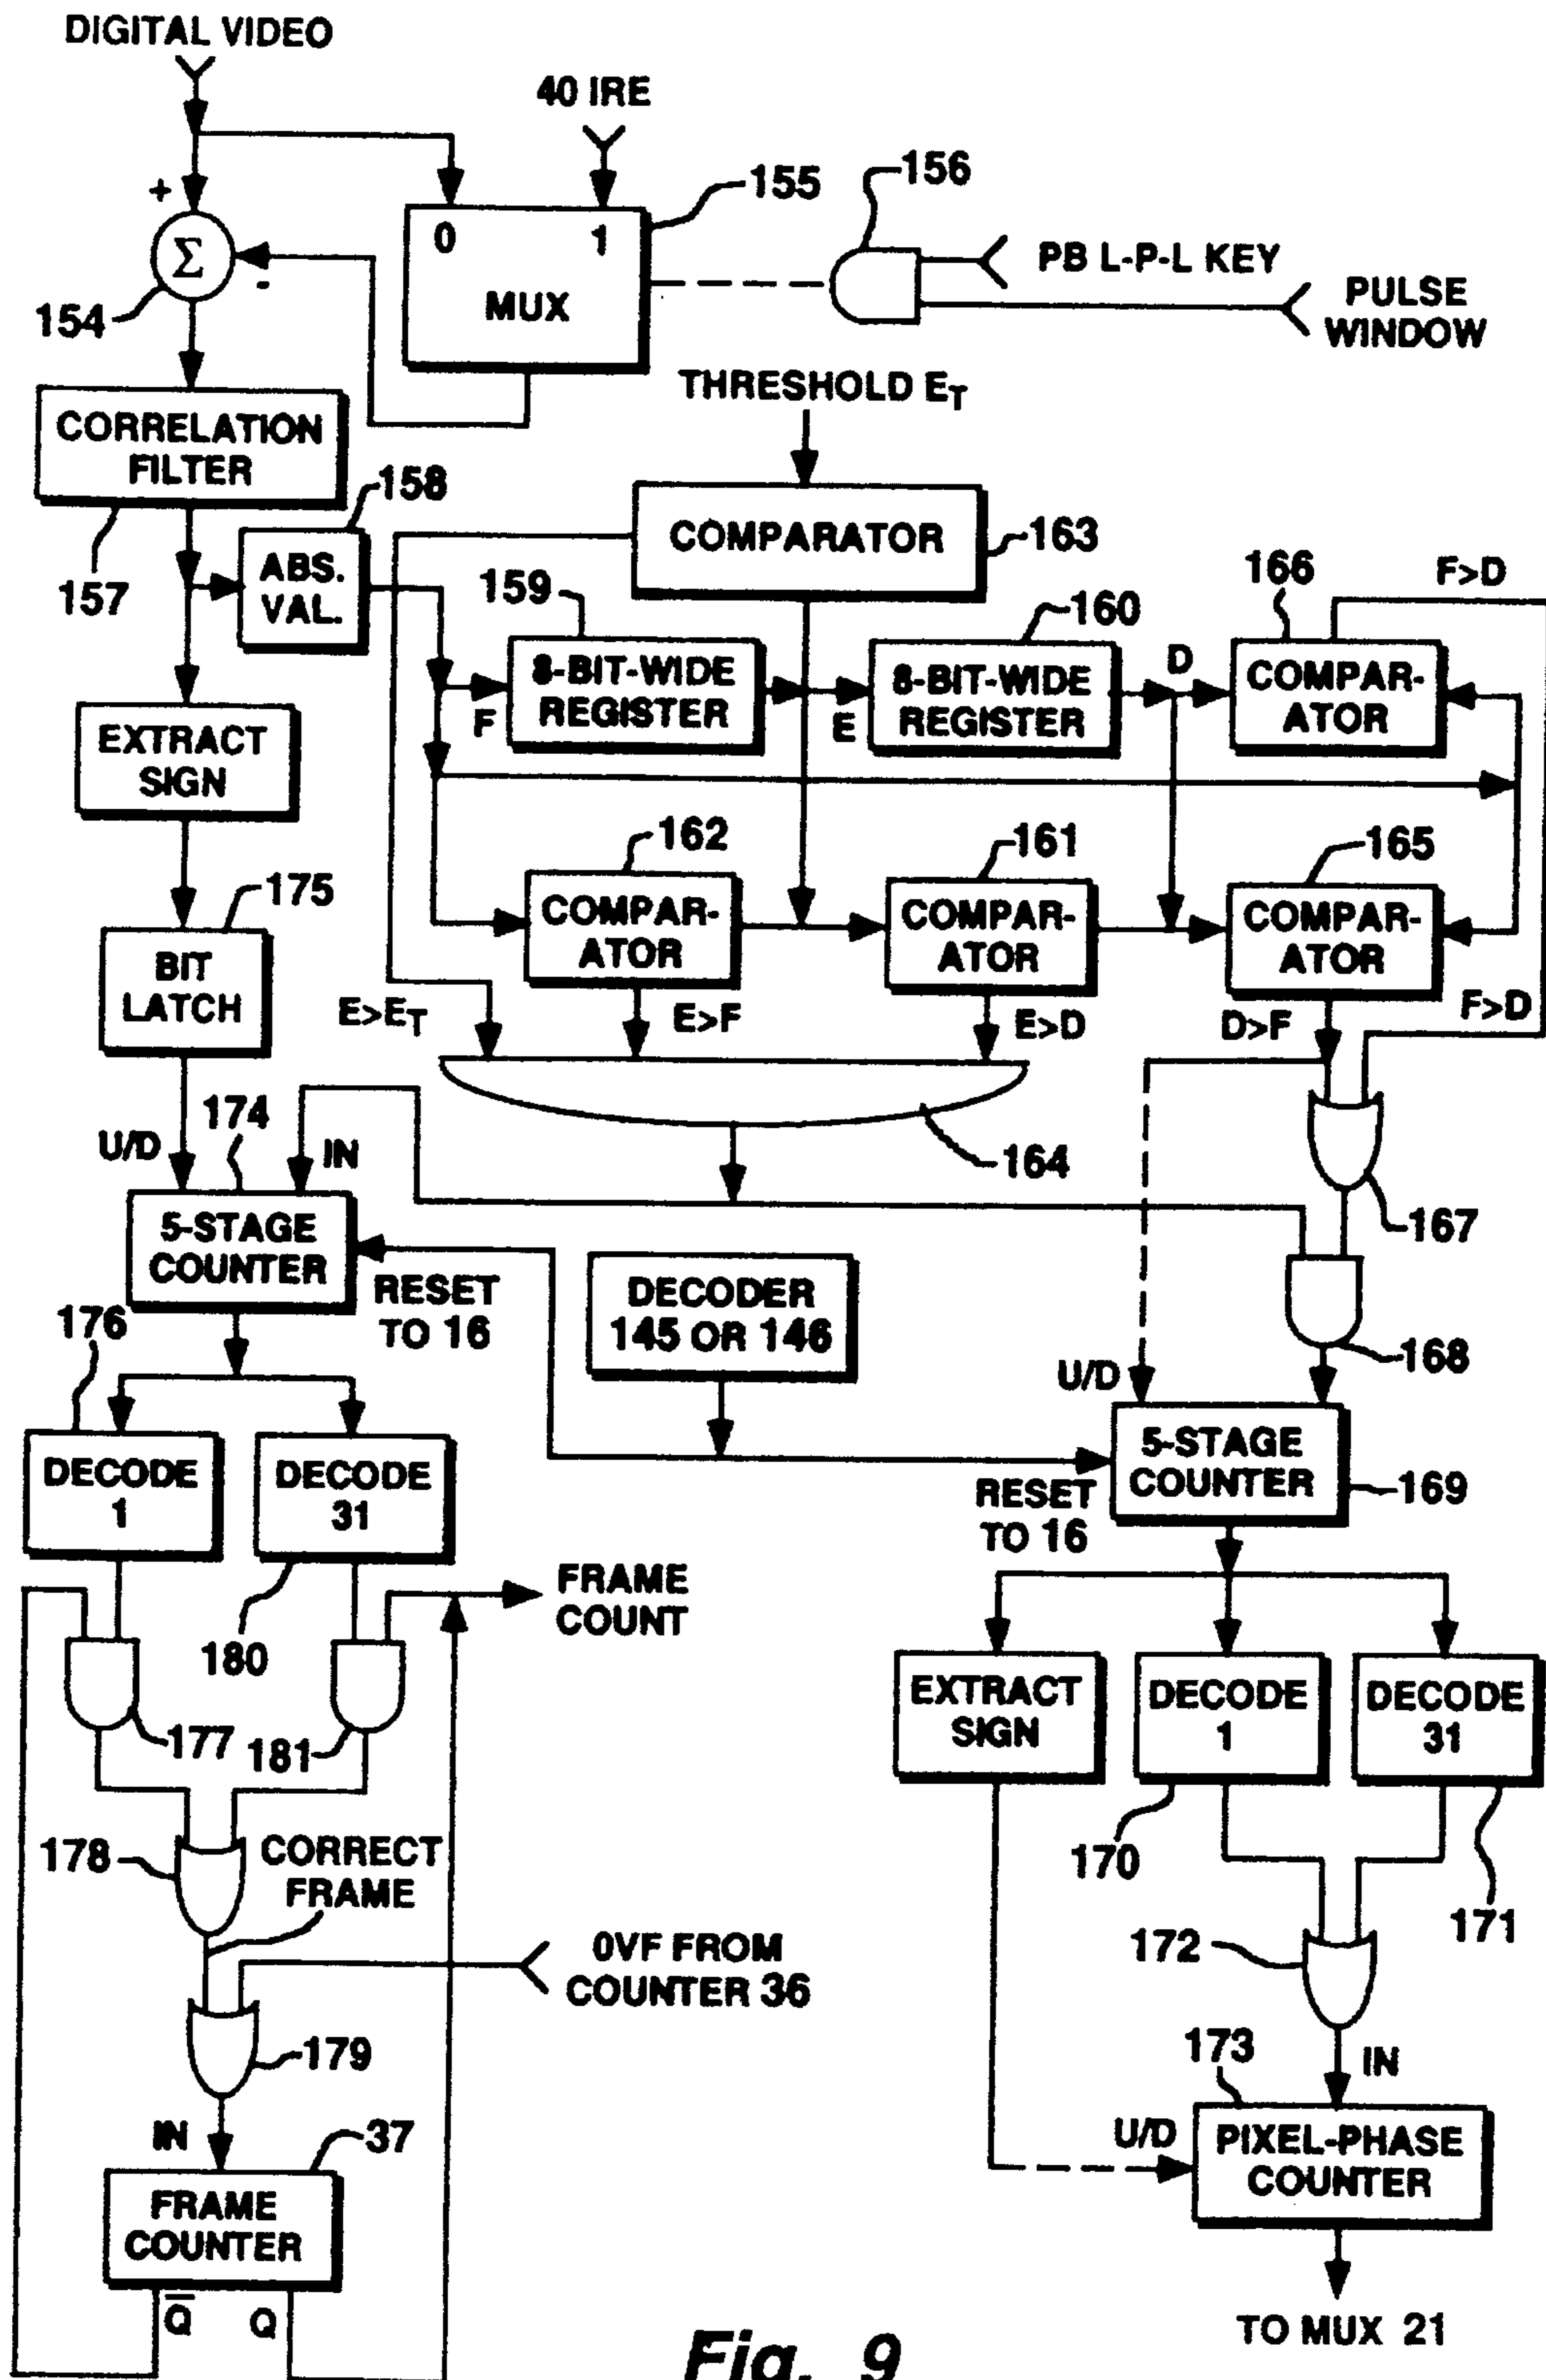 DIGITAL VIDEO
40 IRE
155
156
+
0
1
Σ
-
MUX
PB L-P-L KEY
PULSE
WINDOW
154
THRESHOLD ET
CORRELATION
FILTER
157
158
ABS.
VAL.
COMPARATOR
163
159
160
166
F>D
8-BIT-WIDE
REGISTER
F
E
8-BIT-WIDE
REGISTER
D
COMPAR-
ATOR
EXTRACT
SIGN
162
161
165
COMPAR-
ATOR
COMPAR-
ATOR
COMPAR-
ATOR
175
BIT
LATCH
E>ET
E>F
E>D
D>F
F>D
174
U/D
IN
164
167
5-STAGE
COUNTER
RESET
TO 16
DECODER
145 OR 146
168
176
U/D
5-STAGE
COUNTER
169
RESET
TO 16
DECODE
1
DECODE
31
180
FRAME
COUNT
177
181
EXTRACT
SIGN
DECODE
1
DECODE
31
170
171
178
CORRECT
FRAME
0VF FROM
COUNTER 36
172
179
173
IN
IN
37
U/D
PIXEL-PHASE
COUNTER
FRAME
COUNTER
Q̅
Q
TO MUX 21
Fig. 9